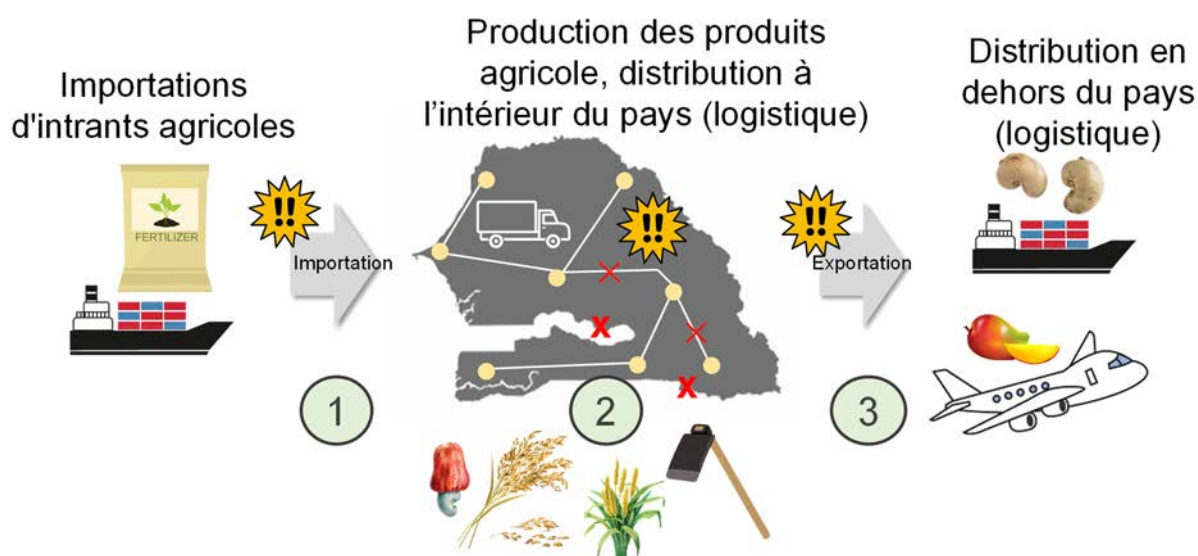 Importations
d'intrants agricoles
Production des produits
agricole, distribution à
l'intérieur du pays (logistique)
Distribution en
dehors du pays
(logistique)
FERTILIZER
!!
Importation
!!
!!
Exportation
X
X
1
2
3